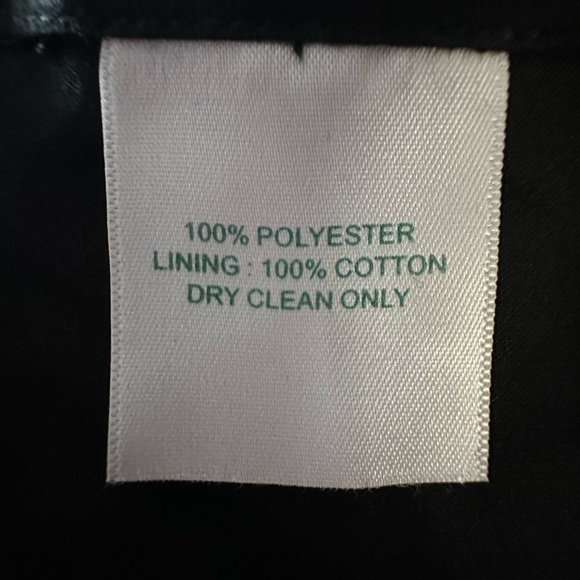 100% POLYESTER
LINING : 100% COTTON
DRY CLEAN ONLY